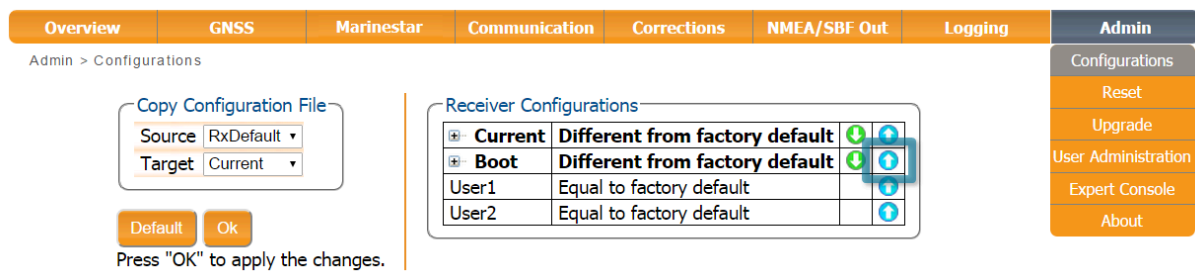 Overview GNSS Marinestar Communication Corrections NMEA/SBF Out Logging Admin
Admin > Configurations
Configurations
Reset
Upgrade
User Administration
Expert Console
About
Copy Configuration File
Source RxDefault
Target Current
Default Ok
Press "OK" to apply the changes.
Receiver Configurations
Current Different from factory default
Boot Different from factory default
User1 Equal to factory default
User2 Equal to factory default